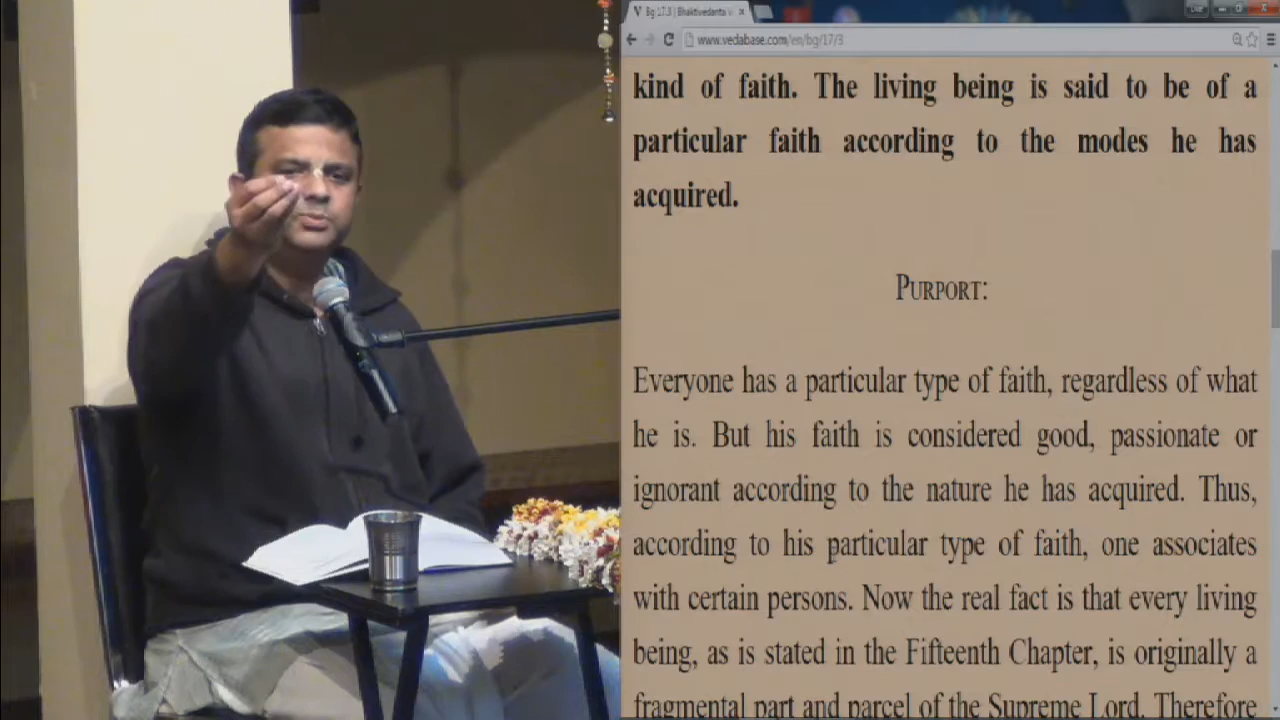 Bg 17.3 | Bhaktivedanta
www.vedabase.com/en/bg/17/3
kind of faith. The living being is said to be of a
particular faith according to the modes he has
acquired.
PURPORT:
Everyone has a particular type of faith, regardless of what
he is. But his faith is considered good, passionate or
ignorant according to the nature he has acquired. Thus,
according to his particular type of faith, one associates
with certain persons. Now the real fact is that every living
being, as is stated in the Fifteenth Chapter, is originally a
fragmental part and parcel of the Supreme Lord. Therefore